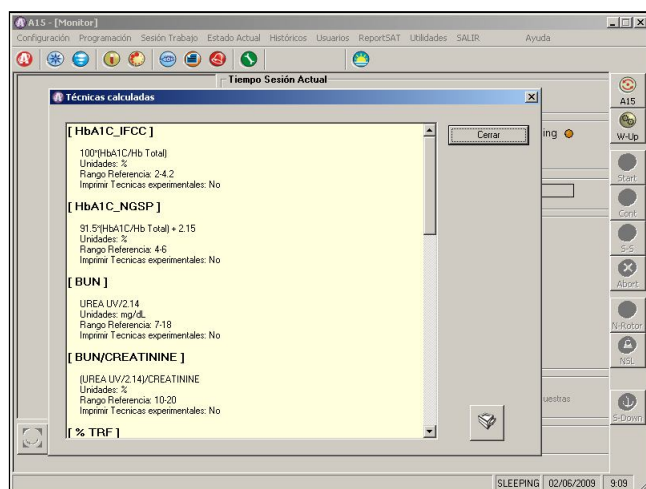 A15 - [Monitor]
Configuración Programación Sesión Trabajo Estado Actual Históricos Usuarios ReportSAT Utilidades SALIR Ayuda
Tiempo Sesión Actual
Técnicas calculadas
[ HbA1C_IFCC ]
100*(HbA1C/Hb Total)
Unidades: %
Rango Referencia: 2-4.2
Imprimir Tecnicas experimentales: No
[ HbA1C_NGSP ]
91.5*(HbA1C/Hb Total) + 2.15
Unidades: %
Rango Referencia: 4-6
Imprimir Tecnicas experimentales: No
[ BUN ]
UREA UV/2.14
Unidades: mg/dL
Rango Referencia: 7-18
Imprimir Tecnicas experimentales: No
[ BUN/CREATININE ]
(UREA UV/2.14)/CREATININE
Unidades: %
Rango Referencia: 10-20
Imprimir Tecnicas experimentales: No
[ % TRF ]
Cerrar
ing
uestras
A15
W-Up
Start
Cont
S-S
Abort
N-Rotor
NSL
S-Down
SLEEPING 02/06/2009 9:09